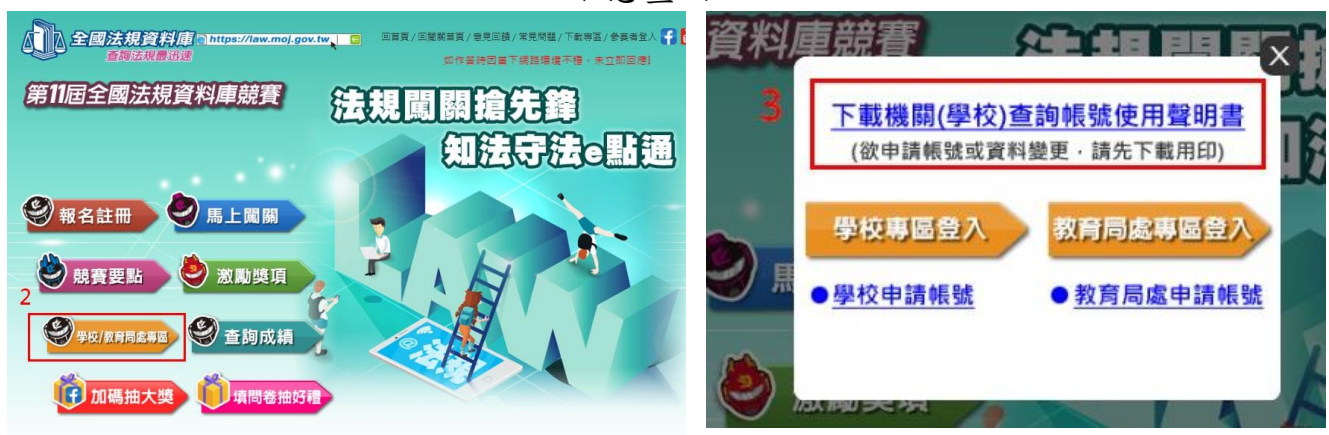 全國法規資料庫
https://law.moj.gov.tw
查詢法規最迅速
回首頁/回闖關首頁/意見回饋/常見問題/下載專區/參賽者登入
如作答時因當下網路環境不穩,未立即回應
第11屆全國法規資料庫競賽
法規闖關搶先鋒
知法守法e點通
報名註冊
馬上闖關
競賽要點
激勵獎項
2
學校/教育局處專區
查詢成績
加碼抽大獎
填問卷抽好禮
LAW
@法規
資料庫競賽
X
3
下載機關(學校)查詢帳號使用聲明書
(欲申請帳號或資料變更,請先下載用印)
學校專區登入
教育局處專區登入
●學校申請帳號
●教育局處申請帳號
激勵獎項